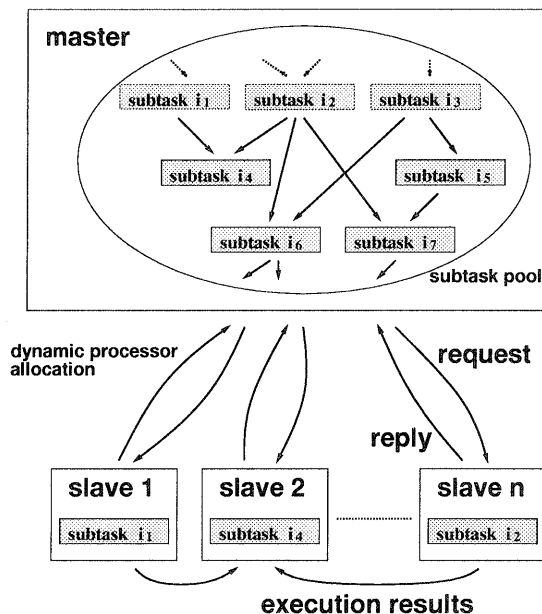 master
subtask i1
subtask i2
subtask i3
subtask i4
subtask i5
subtask i6
subtask i7
subtask pool
dynamic processor
allocation
request
reply
slave 1
slave 2
slave n
subtask i1
subtask i4
subtask i2
execution results